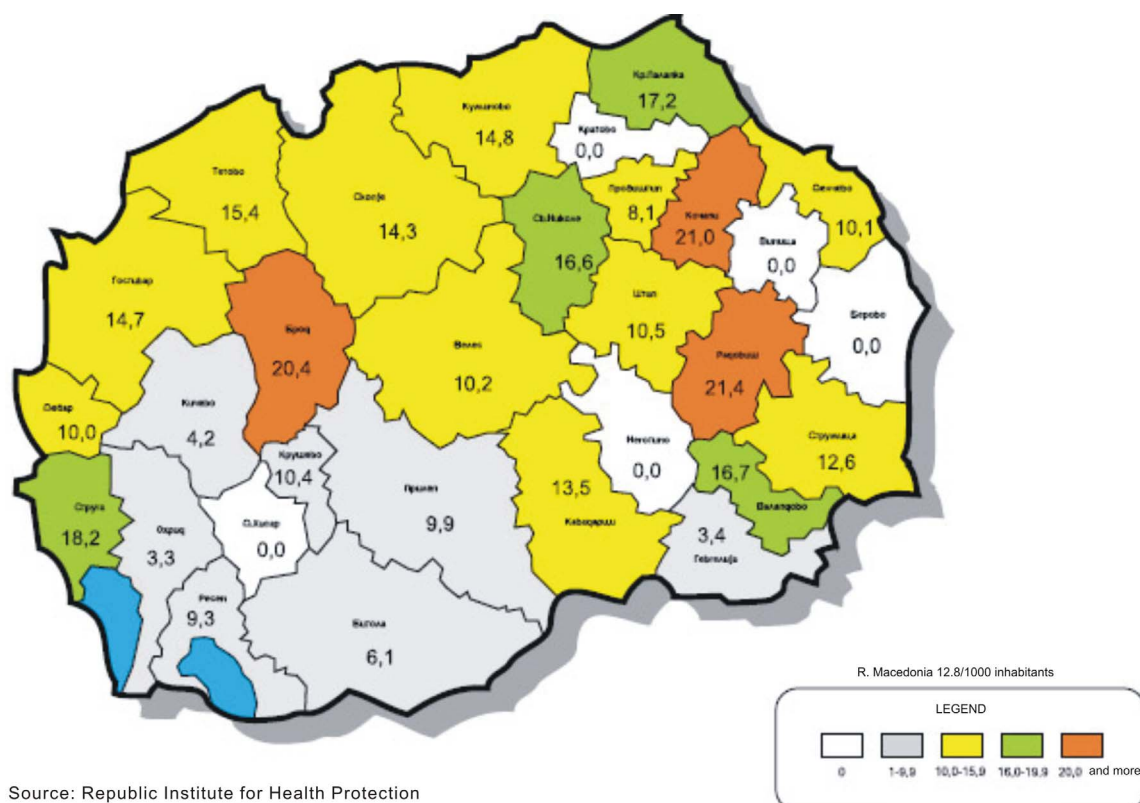 Кр.Паланка
17,2
Куманово
14,8
Кратово
0,0
Тетово
15,4
Скопје
14,3
Пробиштип
8,1
Кочани
21,0
10,1
Св.Николе
16,6
Виница
0,0
Гостивар
14,7
Штип
10,5
Берово
0,0
Брод
20,4
Велес
10,2
Радовиш
21,4
Дебар
10,0
Кичево
4,2
Крушево
10,4
Неготино
0,0
Струмица
12,6
Прилеп
9,9
13,5
Кавадарци
16,7
Валандово
Струга
18,2
Охрид
3,3
0,0
3,4
Гевгелија
Ресен
9,3
Битола
6,1
R. Macedonia 12.8/1000 inhabitants
LEGEND
0 1-9,9 10,0-15,9 16,0-19,9 20,0 and more
Source: Republic Institute for Health Protection